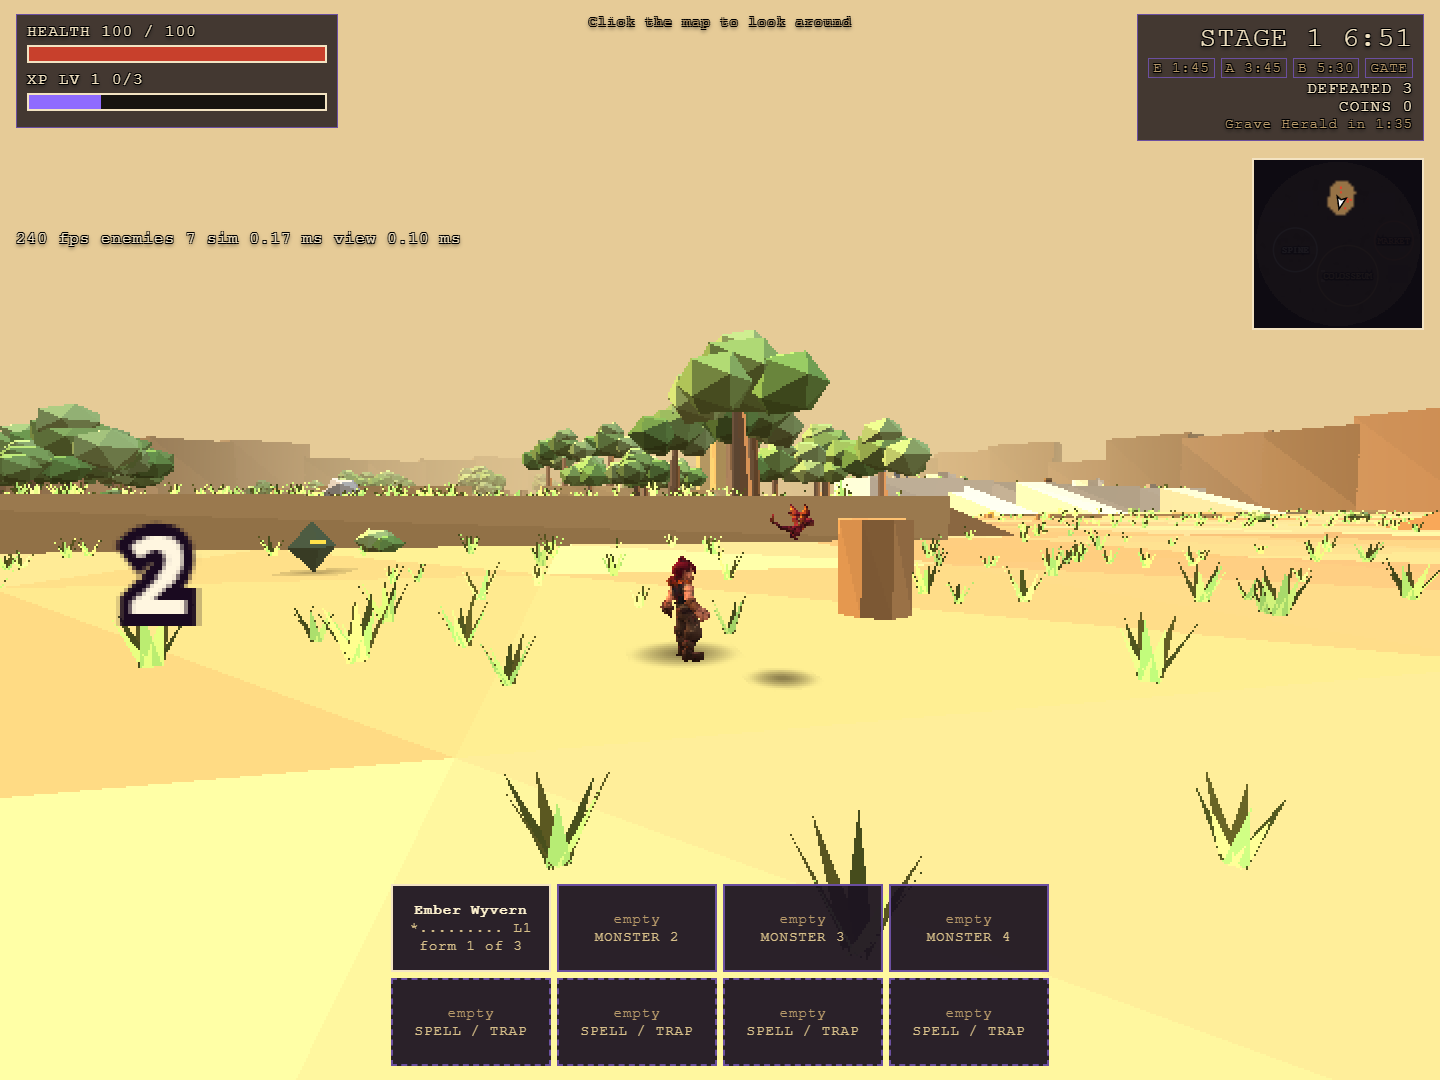 HEALTH 100 / 100
XP LV 1 0/3
Click the map to look around
STAGE 1 6:51
E 1:45 A 3:45 B 5:30 GATE
DEFEATED 3
COINS 0
Grave Herald in 1:35
240 fps enemies 7 sim 0.17 ms view 0.10 ms
2
Ember Wyvern
*......... L1
form 1 of 3
empty
MONSTER 2
empty
MONSTER 3
empty
MONSTER 4
empty
SPELL / TRAP
empty
SPELL / TRAP
empty
SPELL / TRAP
empty
SPELL / TRAP